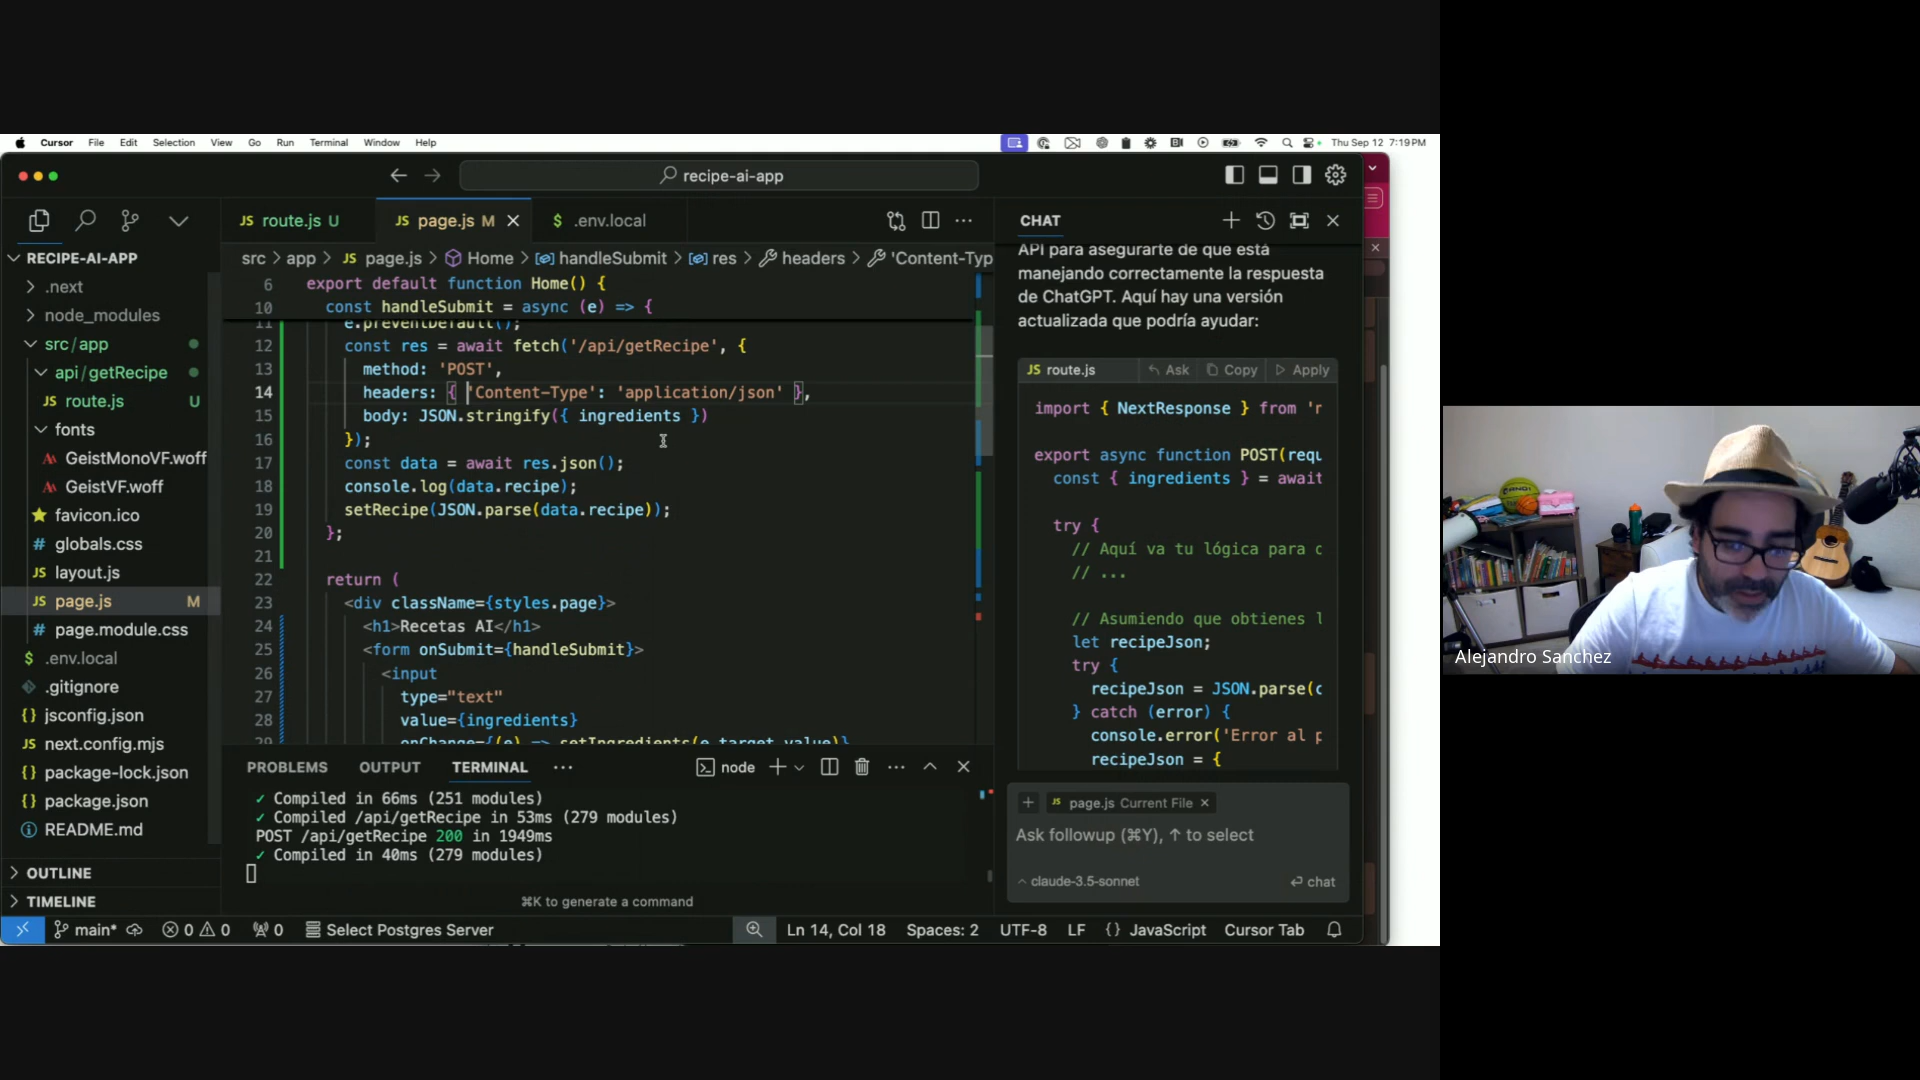 Cursor File Edit Selection View Go Run Terminal Window Help
Thu Sep 12 7:19 PM
recipe-ai-app
RECIPE-AI-APP
.next
node_modules
src/app
api/getRecipe
JS route.js U
fonts
GeistMonoVF.woff
GeistVF.woff
favicon.ico
# globals.css
JS layout.js
JS page.js M
# page.module.css
$ .env.local
.gitignore
{} jsconfig.json
JS next.config.mjs
{} package-lock.json
{} package.json
README.md
OUTLINE
TIMELINE
JS route.js U
JS page.js M
$ .env.local
src > app > JS page.js > Home > handleSubmit > res > headers > 'Content-Typ
6 export default function Home() {
10 const handleSubmit = async (e) => {
11 e.preventDefault();
12 const res = await fetch('/api/getRecipe', {
13 method: 'POST',
14 headers: { 'Content-Type': 'application/json' },
15 body: JSON.stringify({ ingredients })
16 });
17 const data = await res.json();
18 console.log(data.recipe);
19 setRecipe(JSON.parse(data.recipe));
20 };
21
22 return (
23 <div className={styles.page}>
24 <h1>Recetas AI</h1>
25 <form onSubmit={handleSubmit}>
26 <input
27 type="text"
28 value={ingredients}
29 onChange={(e) => setIngredients(e.target.value)}
PROBLEMS OUTPUT TERMINAL ... node
✓ Compiled in 66ms (251 modules)
✓ Compiled /api/getRecipe in 53ms (279 modules)
POST /api/getRecipe 200 in 1949ms
✓ Compiled in 40ms (279 modules)
⌘K to generate a command
CHAT
API para asegurarte de que está
manejando correctamente la respuesta
de ChatGPT. Aquí hay una versión
actualizada que podría ayudar:
JS route.js Ask Copy Apply
import { NextResponse } from 'n
export async function POST(requ
const { ingredients } = await
try {
// Aquí va tu lógica para c
// ...
// Asumiendo que obtienes l
let recipeJson;
try {
recipeJson = JSON.parse(c
} catch (error) {
console.error('Error al p
recipeJson = {
+ JS page.js Current File ×
Ask followup (⌘Y), ↑ to select
claude-3.5-sonnet
chat
main* 0 0 0 Select Postgres Server
Ln 14, Col 18 Spaces: 2 UTF-8 LF {} JavaScript Cursor Tab
Alejandro Sanchez